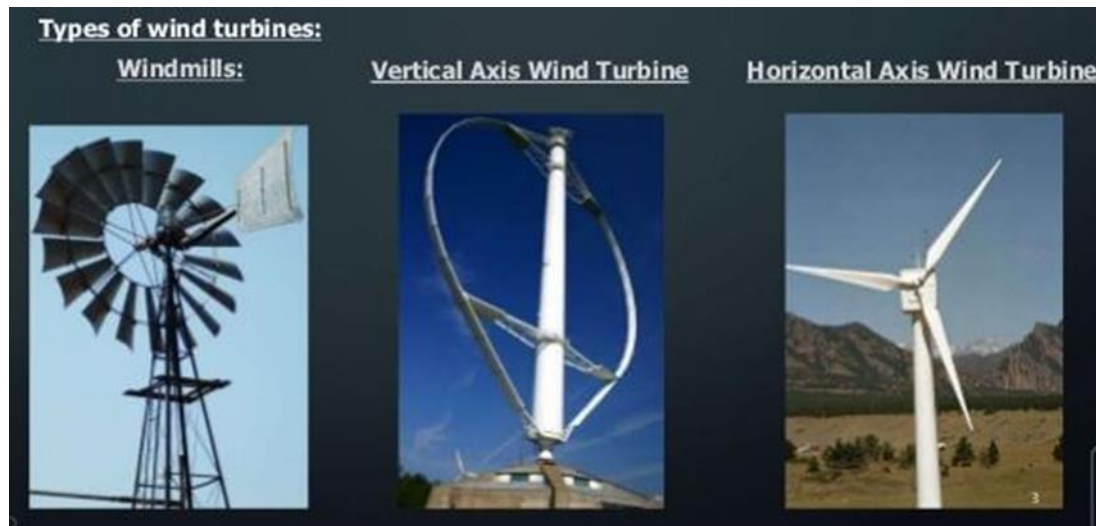 Types of wind turbines:
Windmills:
Vertical Axis Wind Turbine
Horizontal Axis Wind Turbine
3